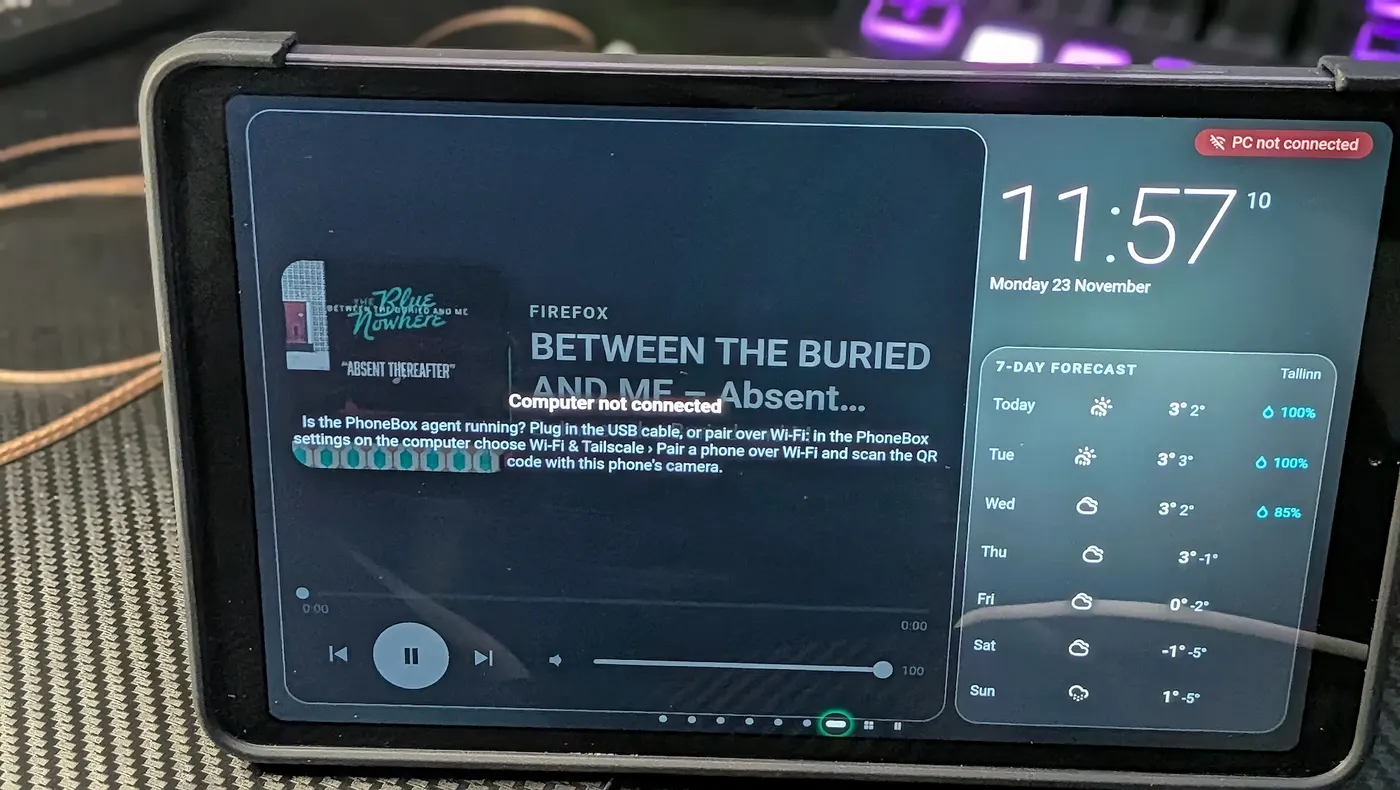 PC not connected
11:57 10
Monday 23 November
THE Blue
BETWEEN THE BURIED AND ME
Nowhere
"ABSENT THEREAFTER"
FIREFOX
BETWEEN THE BURIED
AND ME – Absent...
Computer not connected
Is the PhoneBox agent running? Plug in the USB cable, or pair over Wi-Fi: in the PhoneBox
settings on the computer choose Wi-Fi & Tailscale › Pair a phone over Wi-Fi and scan the QR
code with this phone's camera.
0:00
0:00
100
7-DAY FORECAST Tallinn
Today 3° 2° 100%
Tue 3° 3° 100%
Wed 3° 2° 85%
Thu 3° -1°
Fri 0° -2°
Sat -1° -5°
Sun 1° -5°